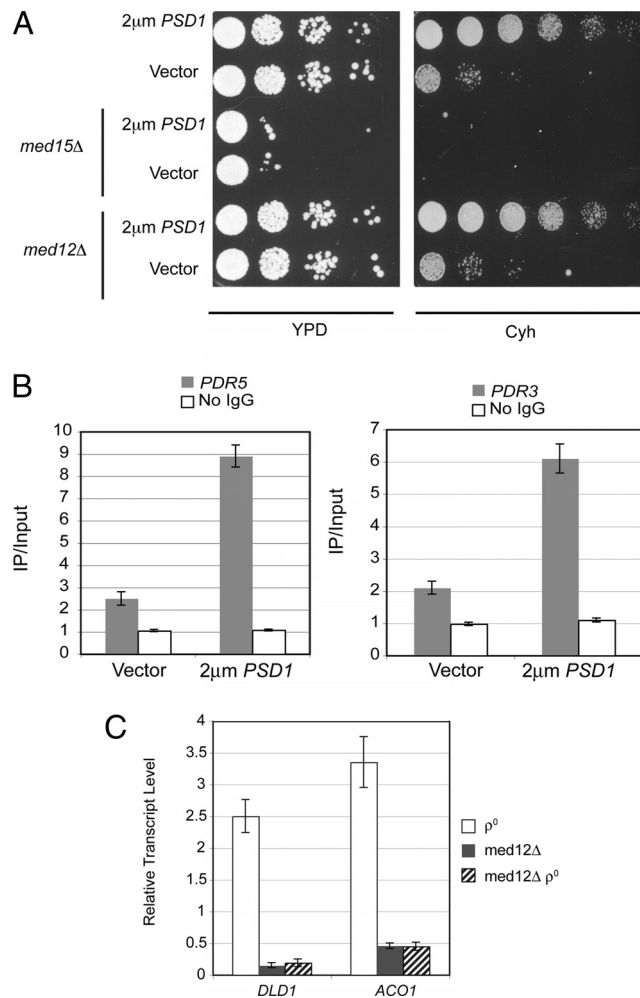 A
2μm PSD1
Vector
med15Δ
2μm PSD1
Vector
med12Δ
2μm PSD1
Vector
YPD
Cyh
B
PDR5
No IgG
PDR3
No IgG
IP/Input
10
9
8
7
6
5
4
3
2
1
0
Vector
2μm PSD1
IP/Input
7
6
5
4
3
2
1
0
Vector
2μm PSD1
C
Relative Transcript Level
4
3.5
3
2.5
2
1.5
1
0.5
0
DLD1
ACO1
ρ⁰
med12Δ
med12Δ ρ⁰